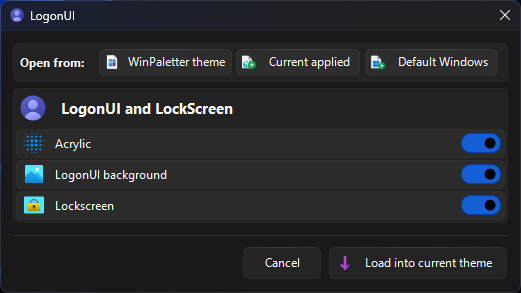 LogonUI
Open from: WinPaletter theme Current applied Default Windows
LogonUI and LockScreen
Acrylic
LogonUI background
Lockscreen
Cancel Load into current theme